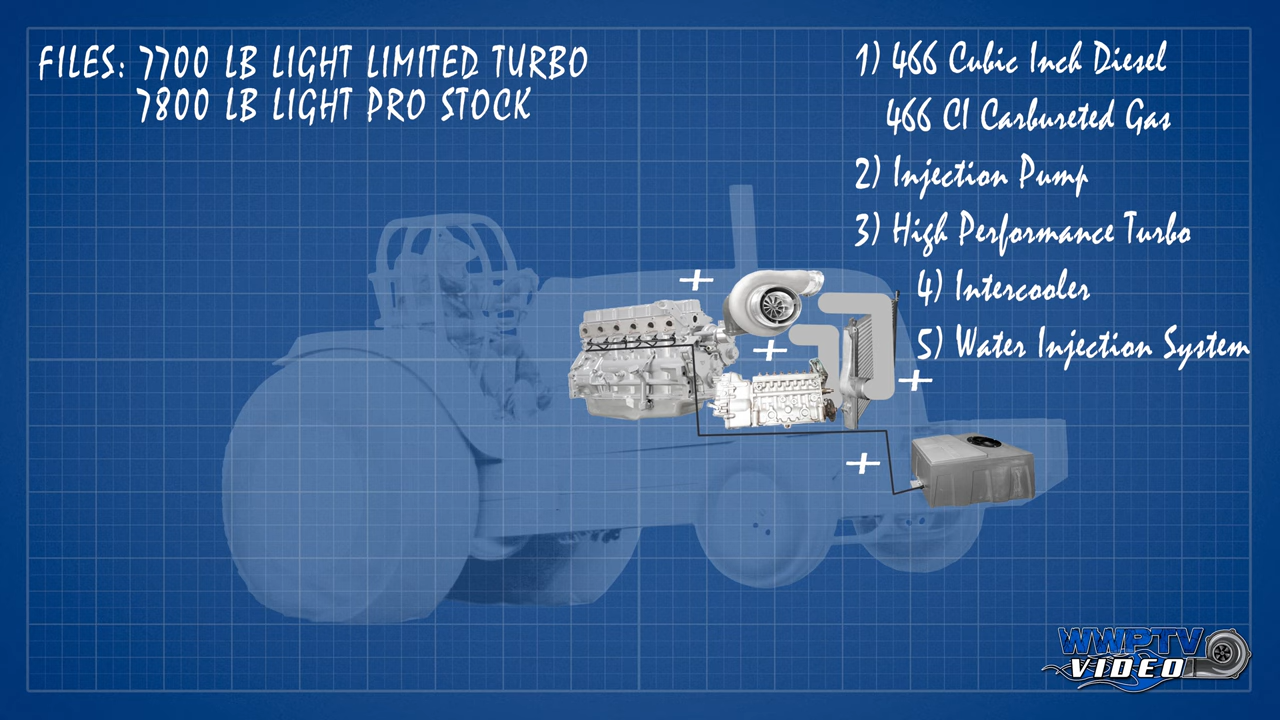 FILES: 7700 LB LIGHT LIMITED TURBO
7800 LB LIGHT PRO STOCK
1) 466 Cubic Inch Diesel
466 CI Carbureted Gas
2) Injection Pump
3) High Performance Turbo
4) Intercooler
5) Water Injection System
WWPTV
VIDEO